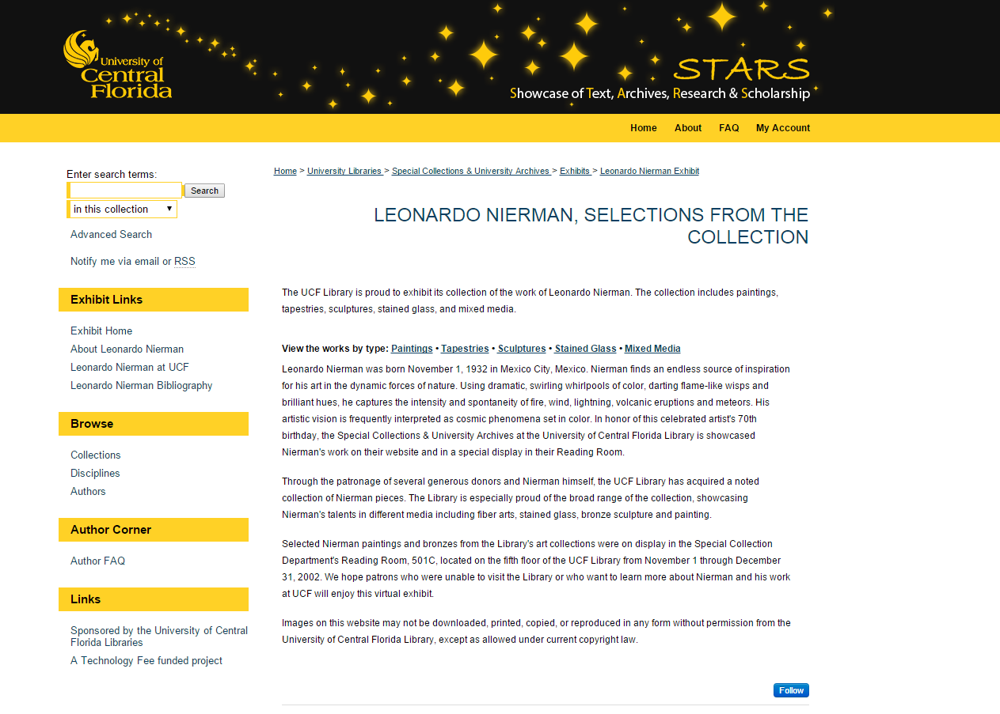 University of
Central
Florida
STARS
Showcase of Text, Archives, Research & Scholarship
Home About FAQ My Account
Enter search terms:
Search
in this collection ▼
Advanced Search
Notify me via email or RSS
Exhibit Links
Exhibit Home
About Leonardo Nierman
Leonardo Nierman at UCF
Leonardo Nierman Bibliography
Browse
Collections
Disciplines
Authors
Author Corner
Author FAQ
Links
Sponsored by the University of Central
Florida Libraries
A Technology Fee funded project
Home > University Libraries > Special Collections & University Archives > Exhibits > Leonardo Nierman Exhibit
LEONARDO NIERMAN, SELECTIONS FROM THE
COLLECTION
The UCF Library is proud to exhibit its collection of the work of Leonardo Nierman. The collection includes paintings,
tapestries, sculptures, stained glass, and mixed media.
View the works by type: Paintings • Tapestries • Sculptures • Stained Glass • Mixed Media
Leonardo Nierman was born November 1, 1932 in Mexico City, Mexico. Nierman finds an endless source of inspiration
for his art in the dynamic forces of nature. Using dramatic, swirling whirlpools of color, darting flame-like wisps and
brilliant hues, he captures the intensity and spontaneity of fire, wind, lightning, volcanic eruptions and meteors. His
artistic vision is frequently interpreted as cosmic phenomena set in color. In honor of this celebrated artist's 70th
birthday, the Special Collections & University Archives at the University of Central Florida Library is showcased
Nierman's work on their website and in a special display in their Reading Room.
Through the patronage of several generous donors and Nierman himself, the UCF Library has acquired a noted
collection of Nierman pieces. The Library is especially proud of the broad range of the collection, showcasing
Nierman's talents in different media including fiber arts, stained glass, bronze sculpture and painting.
Selected Nierman paintings and bronzes from the Library's art collections were on display in the Special Collection
Department's Reading Room, 501C, located on the fifth floor of the UCF Library from November 1 through December
31, 2002. We hope patrons who were unable to visit the Library or who want to learn more about Nierman and his work
at UCF will enjoy this virtual exhibit.
Images on this website may not be downloaded, printed, copied, or reproduced in any form without permission from the
University of Central Florida Library, except as allowed under current copyright law.
Follow